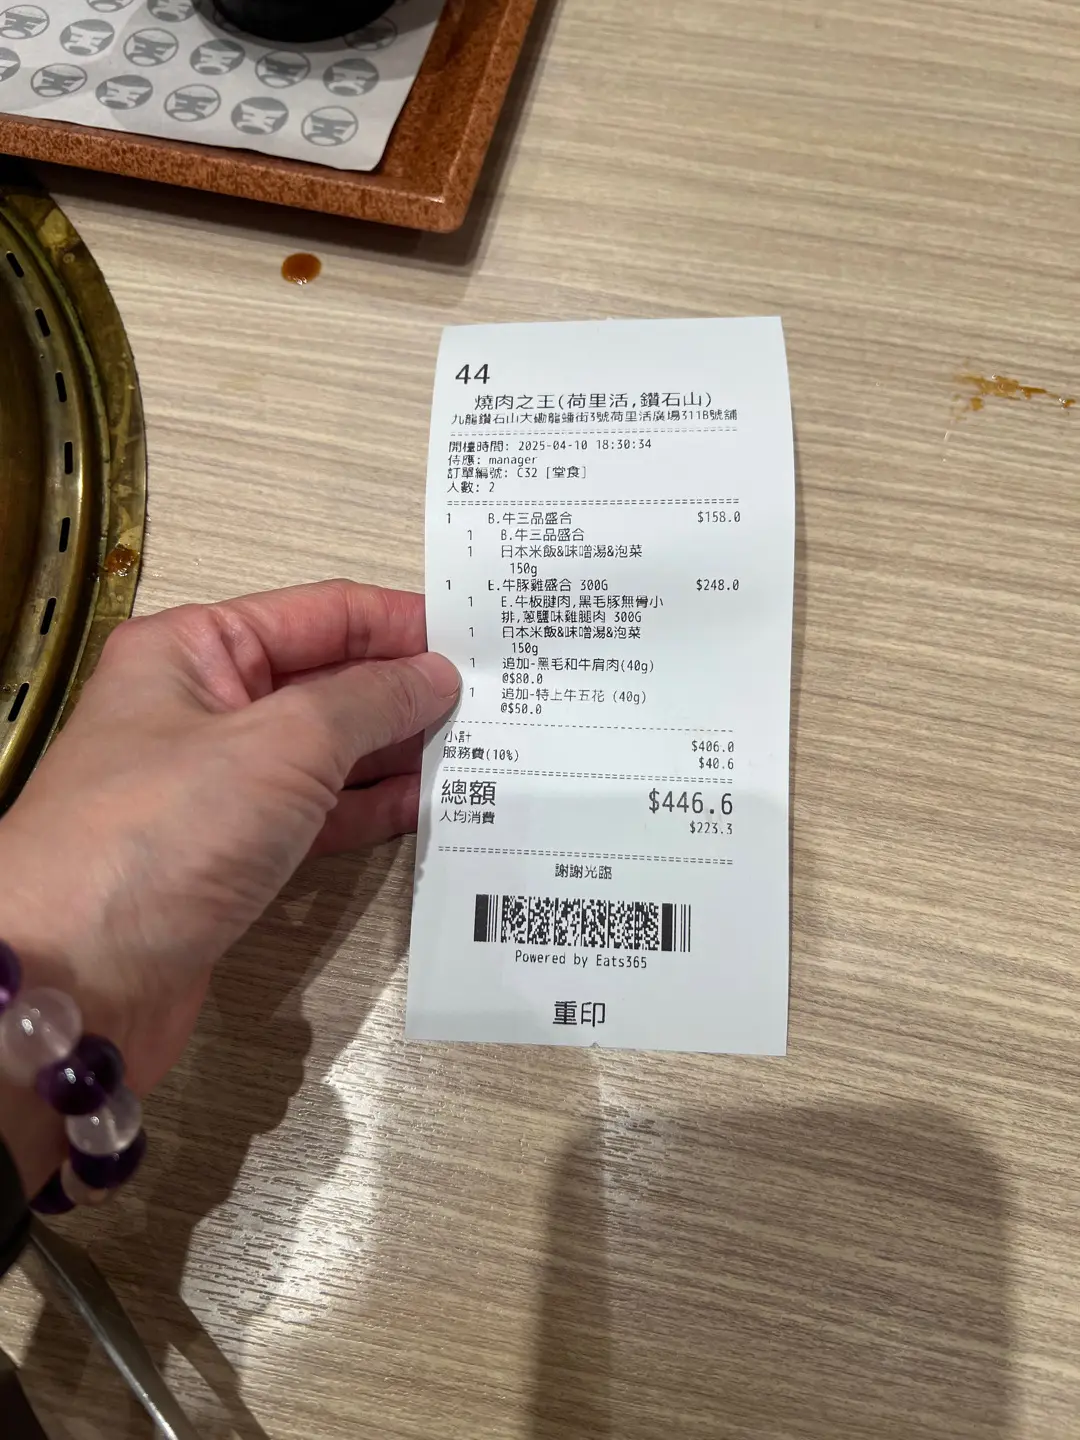 44
燒肉之王(荷里活,鑽石山)
九龍鑽石山大磡龍蟠街3號荷里活廣場311B號舖
開檯時間: 2025-04-10 18:30:34
侍應: manager
訂單編號: C32 [堂食]
人數: 2
1 B.牛三品盛合 $158.0
1 B.牛三品盛合
1 日本米飯&味噌湯&泡菜
150g
1 E.牛豚雞盛合 300G $248.0
1 E.牛板腱肉,黑毛豚無骨小
排,蔥鹽味雞腿肉 300G
1 日本米飯&味噌湯&泡菜
150g
1 追加-黑毛和牛肩肉(40g)
@$80.0
1 追加-特上牛五花 (40g)
@$50.0
小計 $406.0
服務費(10%) $40.6
總額 $446.6
人均消費 $223.3
謝謝光臨
Powered by Eats365
重印